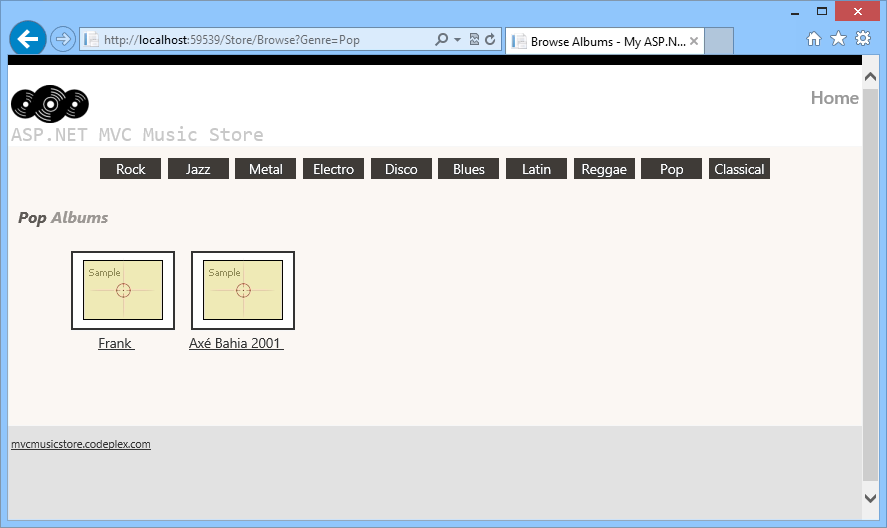 http://localhost:59539/Store/Browse?Genre=Pop
Browse Albums - My ASP.N...
Home
ASP.NET MVC Music Store
Rock Jazz Metal Electro Disco Blues Latin Reggae Pop Classical
Pop Albums
Sample Sample
Frank Axé Bahia 2001
mvcmusicstore.codeplex.com